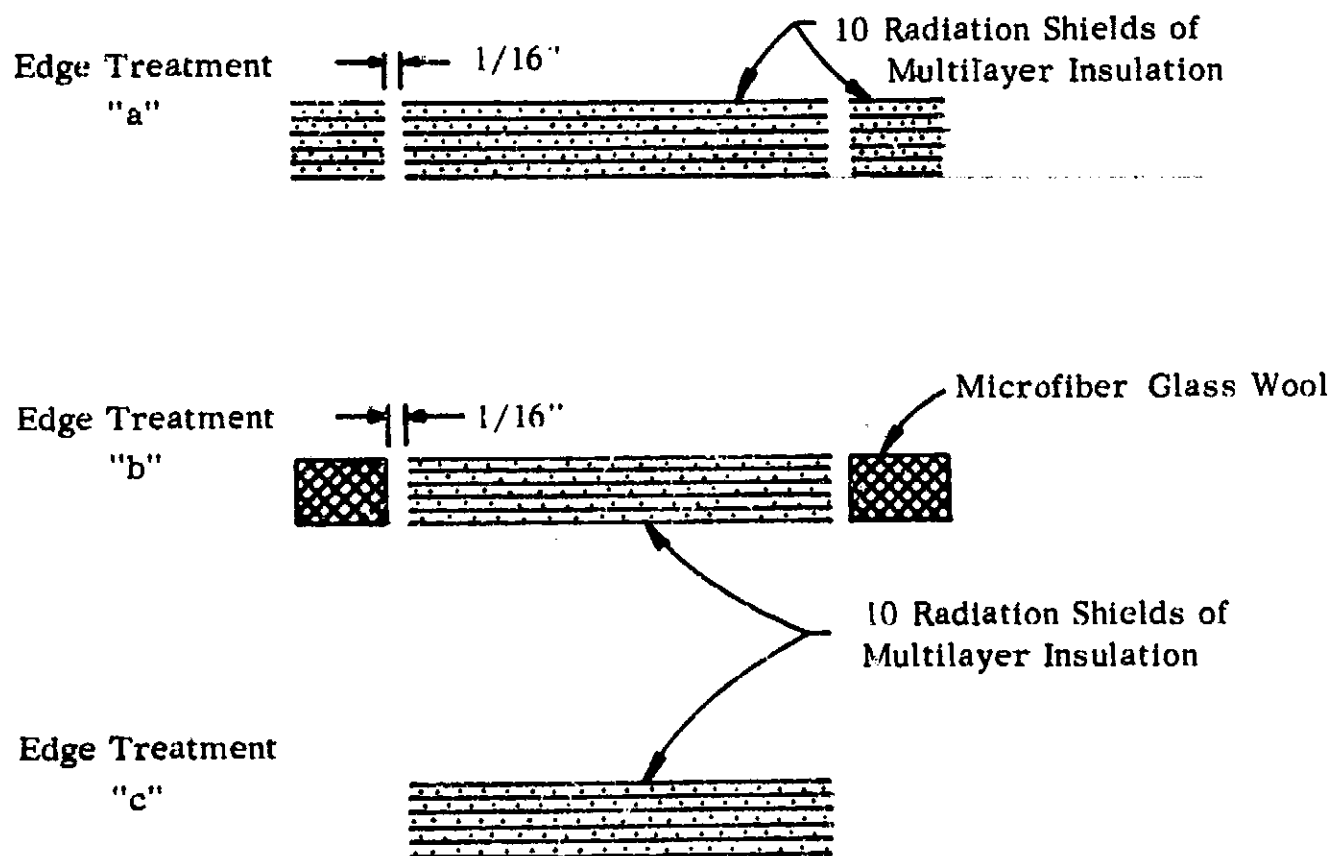 Edge Treatment
"a"
1/16"
10 Radiation Shields of
Multilayer Insulation
Edge Treatment
"b"
1/16"
Microfiber Glass Wool
10 Radiation Shields of
Multilayer Insulation
Edge Treatment
"c"